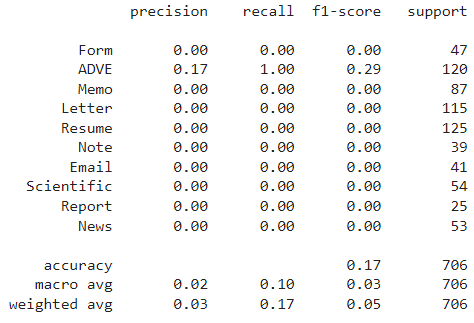 precision recall f1-score support
Form 0.00 0.00 0.00 47
ADVE 0.17 1.00 0.29 120
Memo 0.00 0.00 0.00 87
Letter 0.00 0.00 0.00 115
Resume 0.00 0.00 0.00 125
Note 0.00 0.00 0.00 39
Email 0.00 0.00 0.00 41
Scientific 0.00 0.00 0.00 54
Report 0.00 0.00 0.00 25
News 0.00 0.00 0.00 53
accuracy 0.17 706
macro avg 0.02 0.10 0.03 706
weighted avg 0.03 0.17 0.05 706